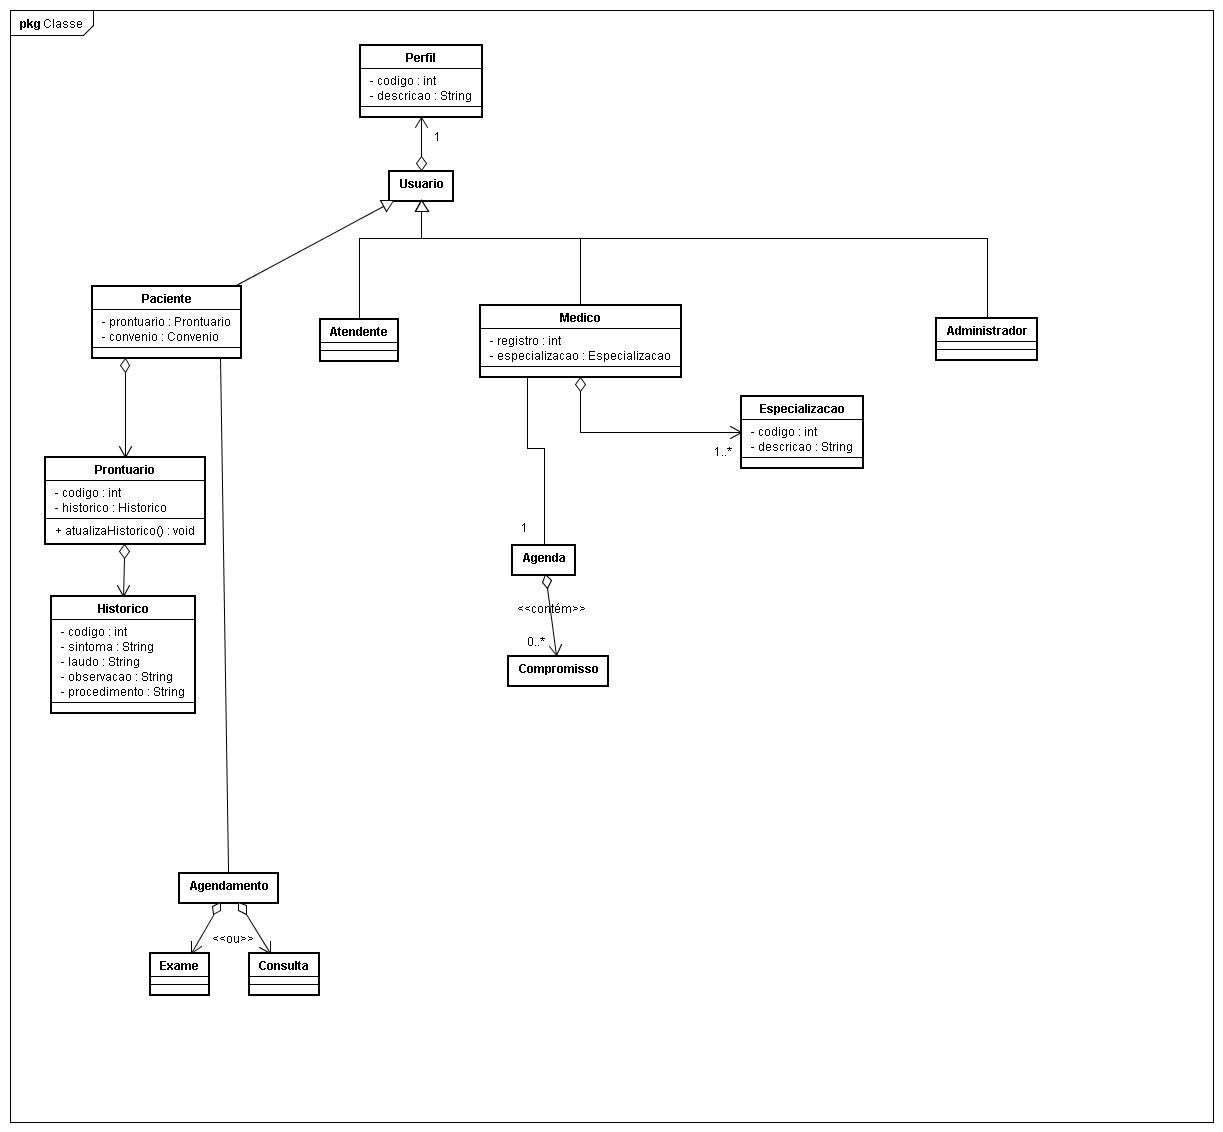 pkg Classe
Perfil
- codigo : int
- descricao : String
1
Usuario
Paciente
- prontuario : Prontuario
- convenio : Convenio
Atendente
Medico
- registro : int
- especializacao : Especializacao
Administrador
Especializacao
- codigo : int
- descricao : String
1..*
Prontuario
- codigo : int
- historico : Historico
+ atualizaHistorico() : void
1
Agenda
<<contém>>
0..*
Compromisso
Historico
- codigo : int
- sintoma : String
- laudo : String
- observacao : String
- procedimento : String
Agendamento
<<ou>>
Exame
Consulta